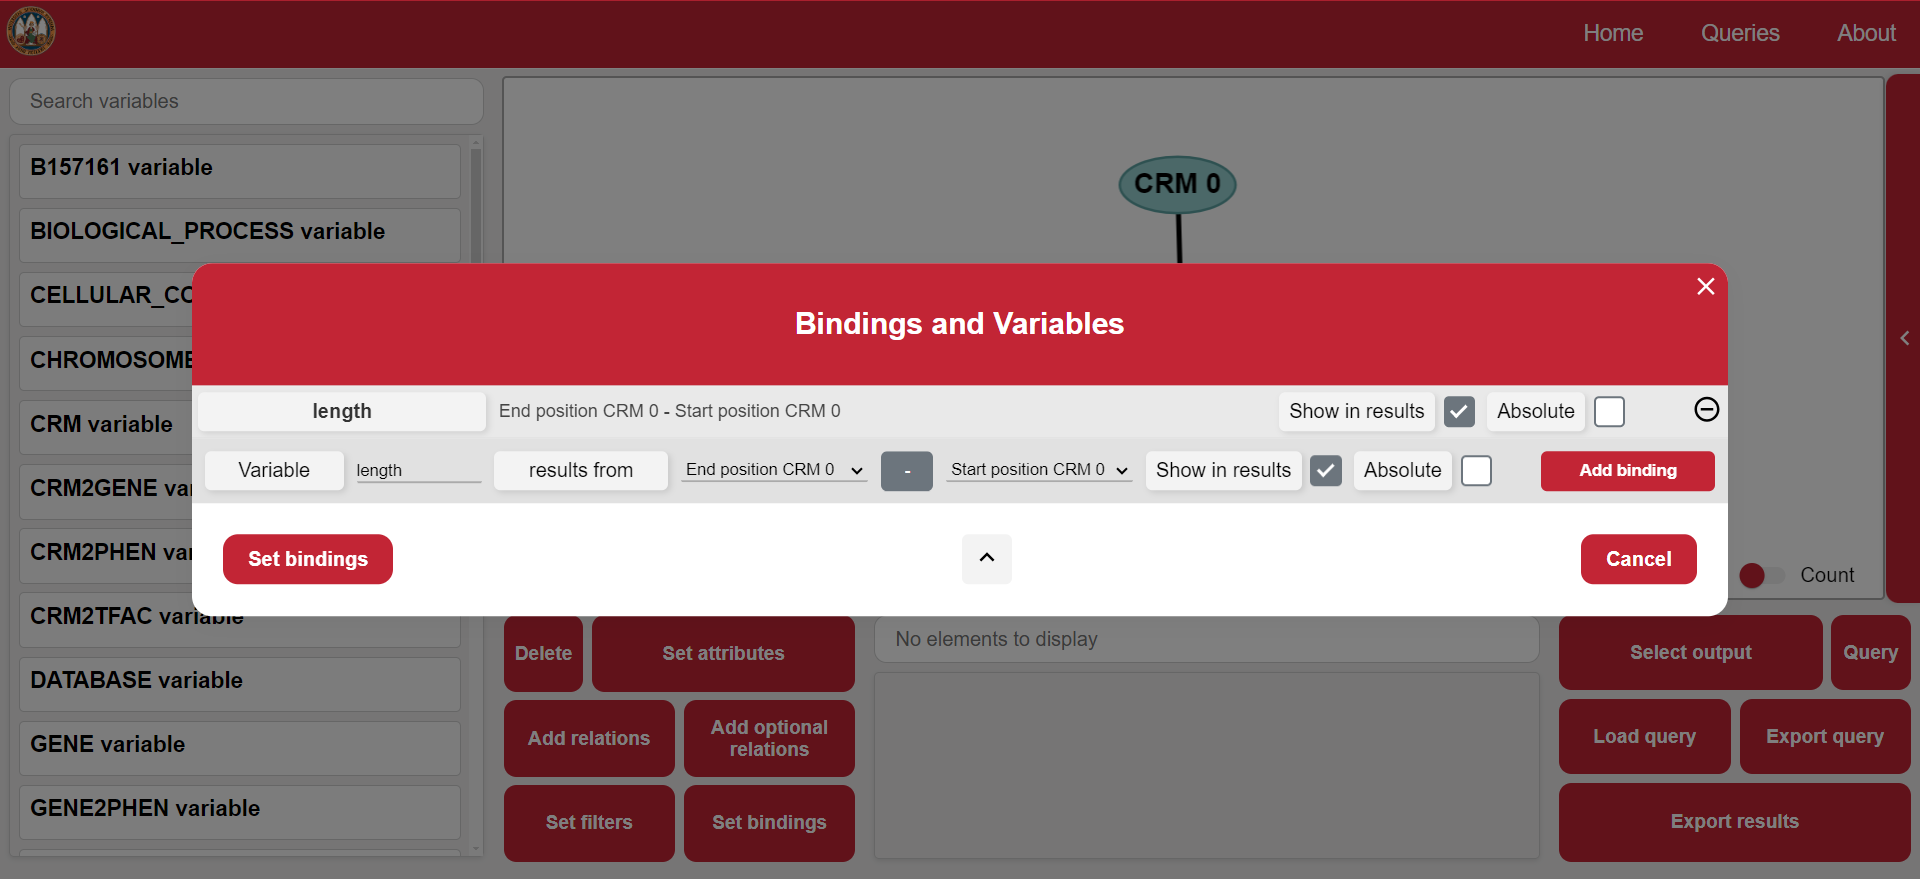 Home
Queries
About
Search variables
B157161 variable
BIOLOGICAL_PROCESS variable
CELLULAR_CO
CHROMOSOME
CRM variable
CRM2GENE va
CRM2PHEN va
CRM2TFAC variable
DATABASE variable
GENE variable
GENE2PHEN variable
CRM 0
Bindings and Variables
length
End position CRM 0 - Start position CRM 0
Show in results
Absolute
Variable
length
results from
End position CRM 0
-
Start position CRM 0
Show in results
Absolute
Add binding
Set bindings
Cancel
Count
Delete
Set attributes
Add relations
Add optional
relations
Set filters
Set bindings
No elements to display
Select output
Query
Load query
Export query
Export results